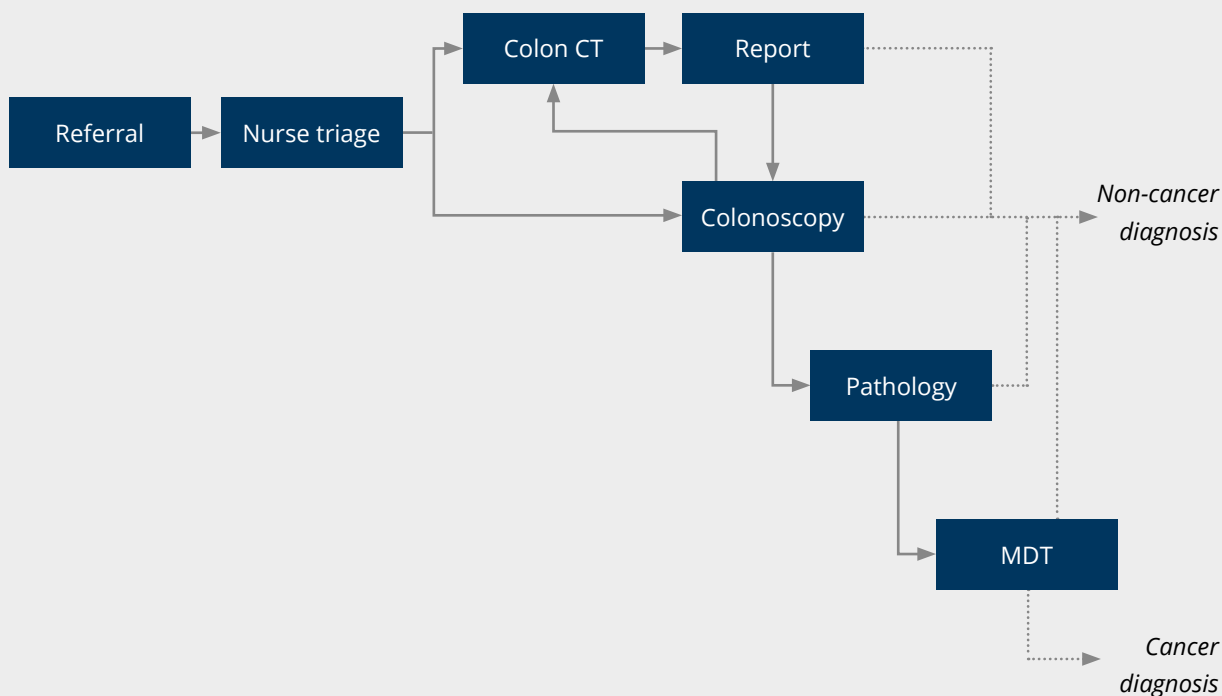 Colon CT
Report
Referral
Nurse triage
Colonoscopy
Non-cancer
diagnosis
Pathology
MDT
Cancer
diagnosis